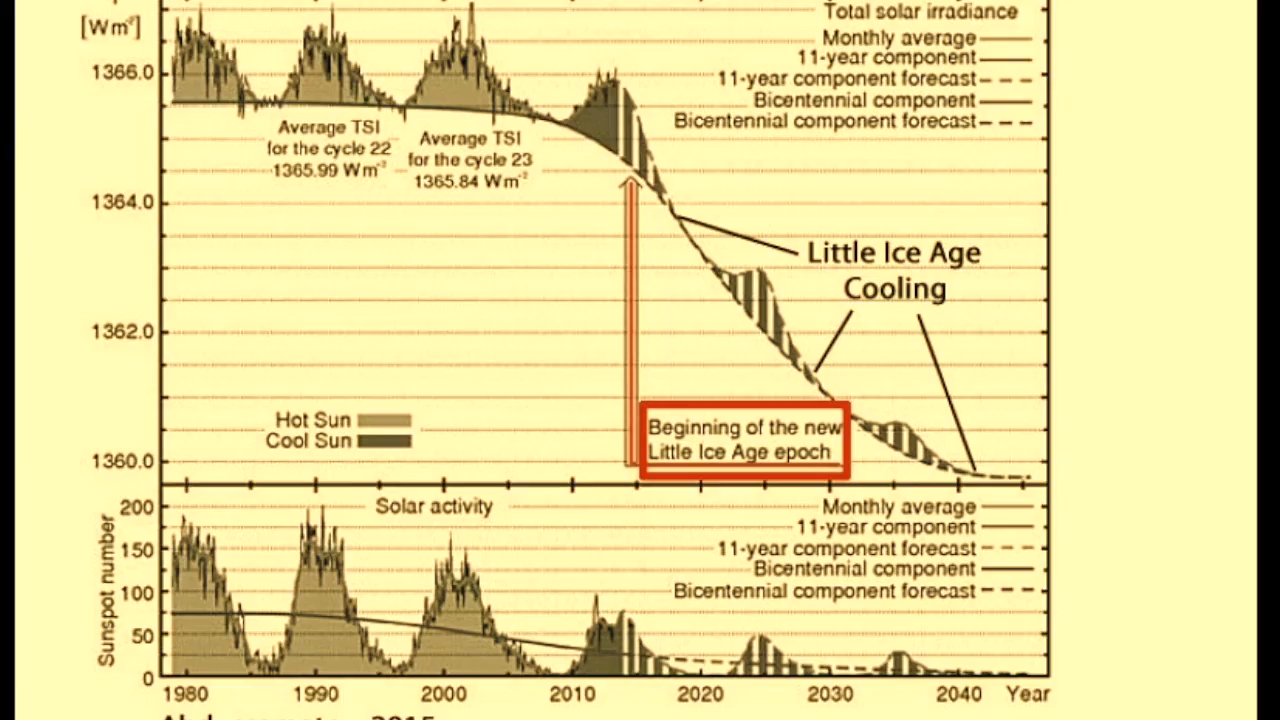 [Wm⁻²]
Total solar irradiance
Monthly average
11-year component
11-year component forecast
Bicentennial component
Bicentennial component forecast
1366.0
Average TSI
for the cycle 22
1365.99 Wm⁻²
Average TSI
for the cycle 23
1365.84 Wm⁻²
1364.0
Little Ice Age
Cooling
1362.0
Hot Sun
Cool Sun
Beginning of the new
Little Ice Age epoch
1360.0
Solar activity
Monthly average
11-year component
11-year component forecast
Bicentennial component
Bicentennial component forecast
Sunspot number
200
150
100
50
0
1980 1990 2000 2010 2020 2030 2040 Year
2015